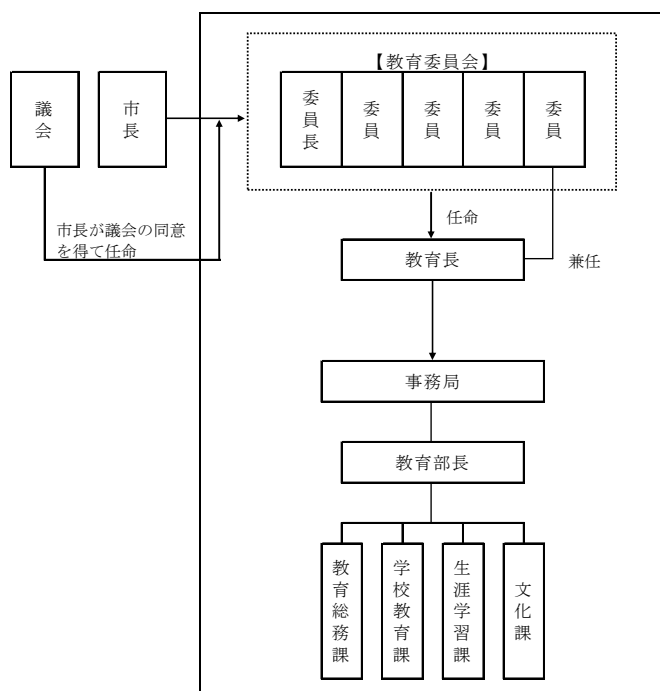 【教育委員会】
議会
市長
委員長
委員
委員
委員
委員
市長が議会の同意
を得て任命
任命
教育長
兼任
事務局
教育部長
教育総務課
学校教育課
生涯学習課
文化課